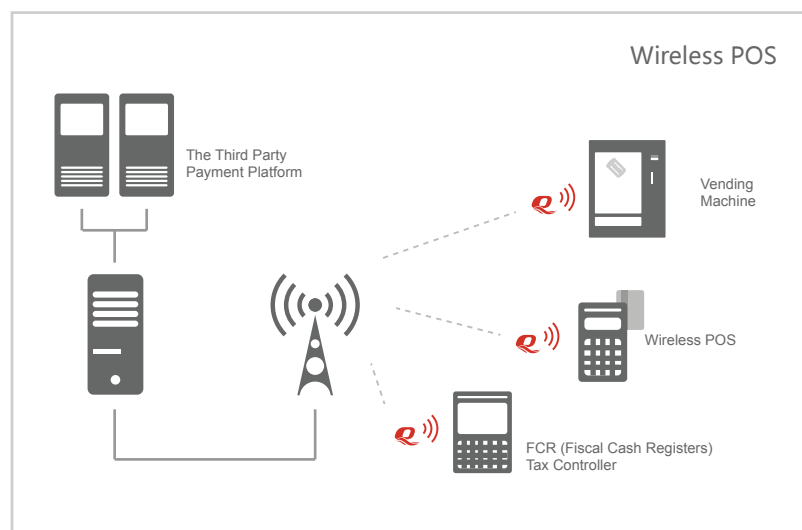 Wireless POS
The Third Party
Payment Platform
Vending
Machine
Wireless POS
FCR (Fiscal Cash Registers)
Tax Controller